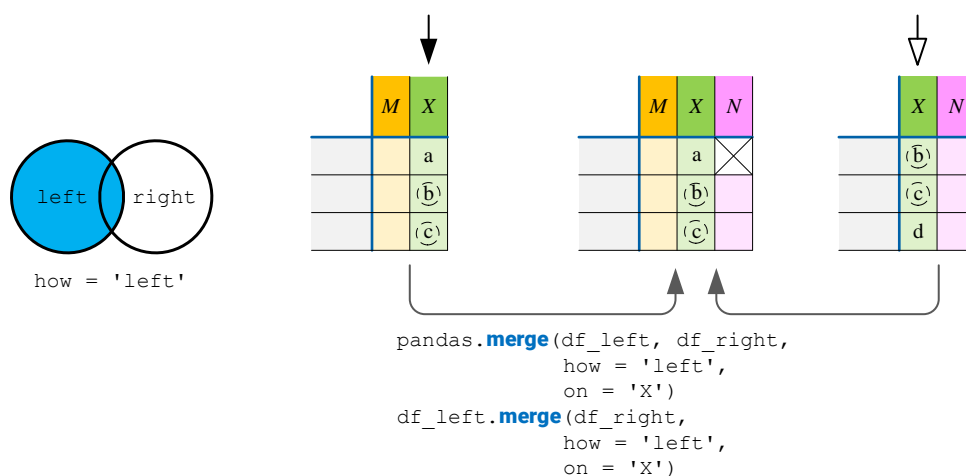 M X
M X N
X N
a
a
b
b
b
c
c
c
d
left right
how = 'left'
pandas.merge(df_left, df_right,
how = 'left',
on = 'X')
df_left.merge(df_right,
how = 'left',
on = 'X')